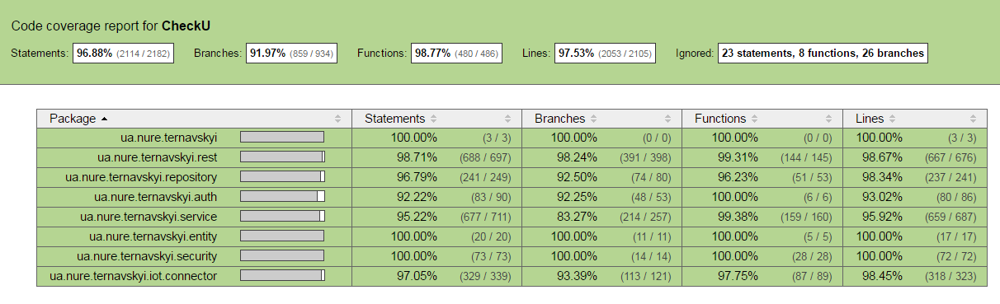 Code coverage report for CheckU
Statements: 96.88% (2114 / 2182) Branches: 91.97% (859 / 934) Functions: 98.77% (480 / 486) Lines: 97.53% (2053 / 2105) Ignored: 23 statements, 8 functions, 26 branches
Package Statements Branches Functions Lines
ua.nure.ternavskyi 100.00% (3 / 3) 100.00% (0 / 0) 100.00% (0 / 0) 100.00% (3 / 3)
ua.nure.ternavskyi.rest 98.71% (688 / 697) 98.24% (391 / 398) 99.31% (144 / 145) 98.67% (667 / 676)
ua.nure.ternavskyi.repository 96.79% (241 / 249) 92.50% (74 / 80) 96.23% (51 / 53) 98.34% (237 / 241)
ua.nure.ternavskyi.auth 92.22% (83 / 90) 92.25% (48 / 53) 100.00% (6 / 6) 93.02% (80 / 86)
ua.nure.ternavskyi.service 95.22% (677 / 711) 83.27% (214 / 257) 99.38% (159 / 160) 95.92% (659 / 687)
ua.nure.ternavskyi.entity 100.00% (20 / 20) 100.00% (11 / 11) 100.00% (5 / 5) 100.00% (17 / 17)
ua.nure.ternavskyi.security 100.00% (73 / 73) 100.00% (14 / 14) 100.00% (28 / 28) 100.00% (72 / 72)
ua.nure.ternavskyi.iot.connector 97.05% (329 / 339) 93.39% (113 / 121) 97.75% (87 / 89) 98.45% (318 / 323)